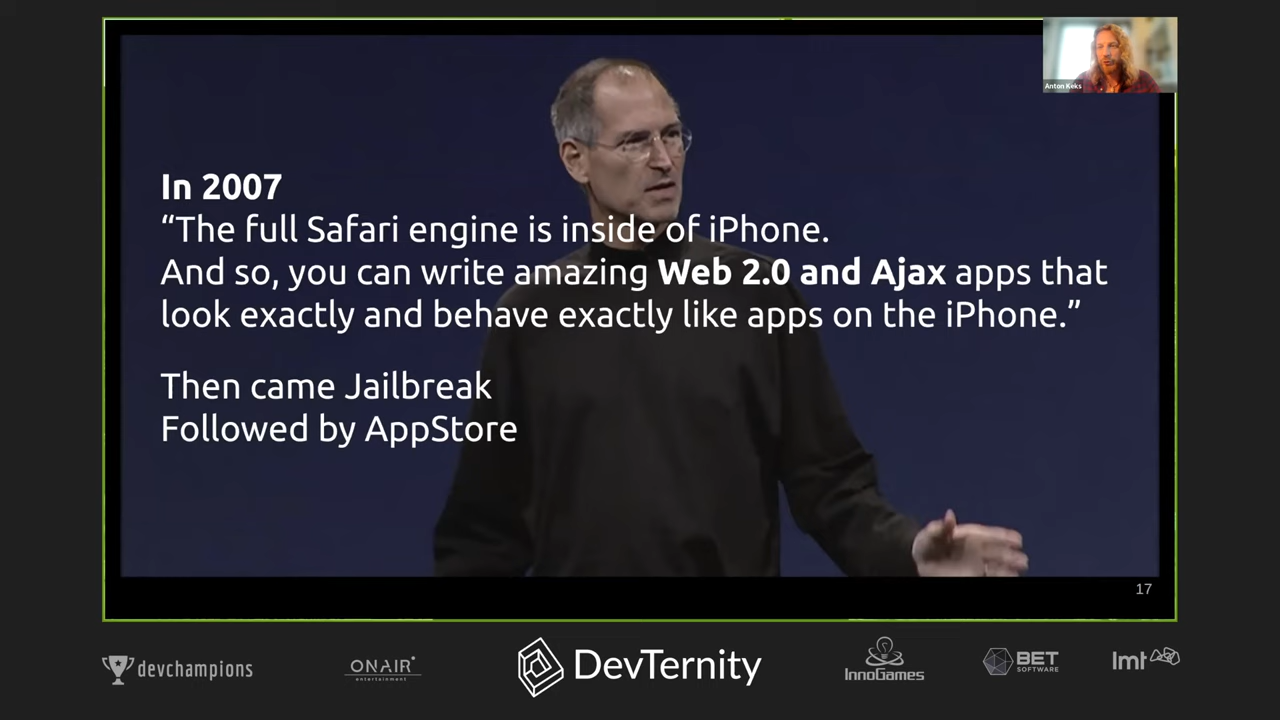 Anton Keks
In 2007
“The full Safari engine is inside of iPhone.
And so, you can write amazing Web 2.0 and Ajax apps that
look exactly and behave exactly like apps on the iPhone.”
Then came Jailbreak
Followed by AppStore
17
devchampions
ONAIR
entertainment
DevTernity
INNOGAMES
BET
SOFTWARE
lmt